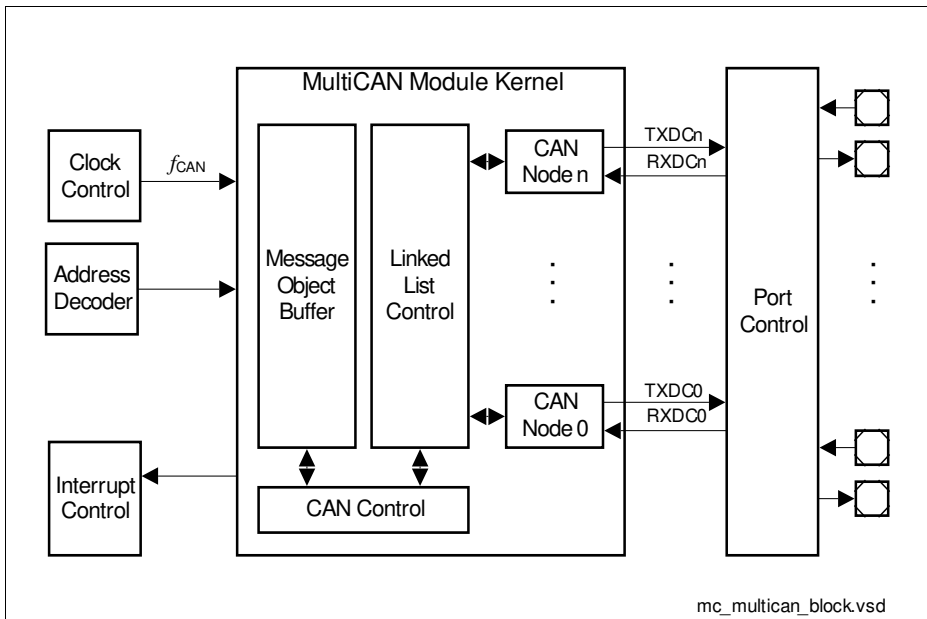 MultiCAN Module Kernel
Clock
Control
fCAN
Address
Decoder
Interrupt
Control
Message
Object
Buffer
Linked
List
Control
CAN
Node n
TXDCn
RXDCn
CAN
Node 0
TXDC0
RXDC0
CAN Control
Port
Control
mc_multican_block.vsd